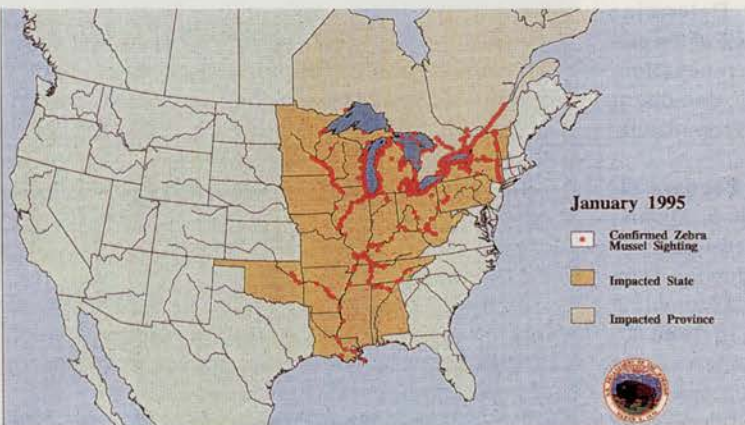 January 1995
Confirmed Zebra
Mussel Sighting
Impacted State
Impacted Province